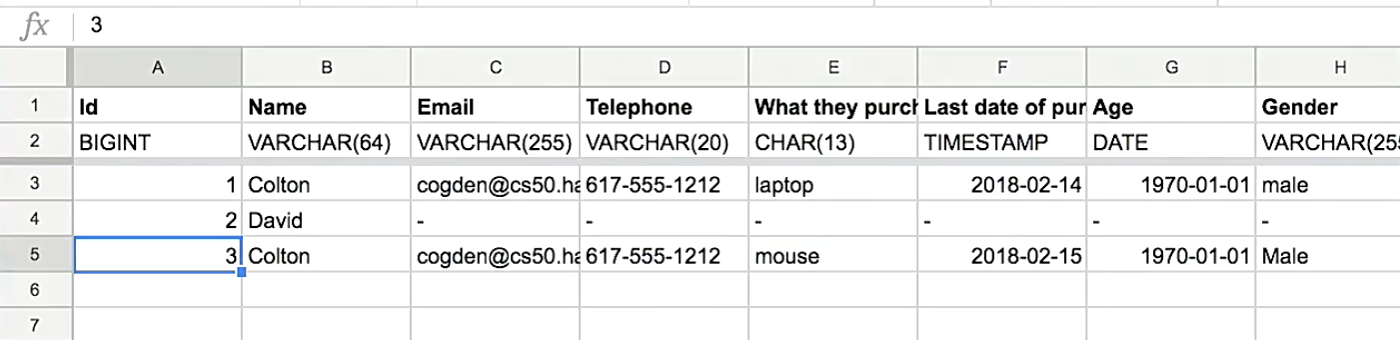 fx 3
A B C D E F G H
1 Id Name Email Telephone What they purch Last date of pur Age Gender
2 BIGINT VARCHAR(64) VARCHAR(255) VARCHAR(20) CHAR(13) TIMESTAMP DATE VARCHAR(255
3 1 Colton cogden@cs50.ha 617-555-1212 laptop 2018-02-14 1970-01-01 male
4 2 David - - - - - -
5 3 Colton cogden@cs50.ha 617-555-1212 mouse 2018-02-15 1970-01-01 Male
6
7